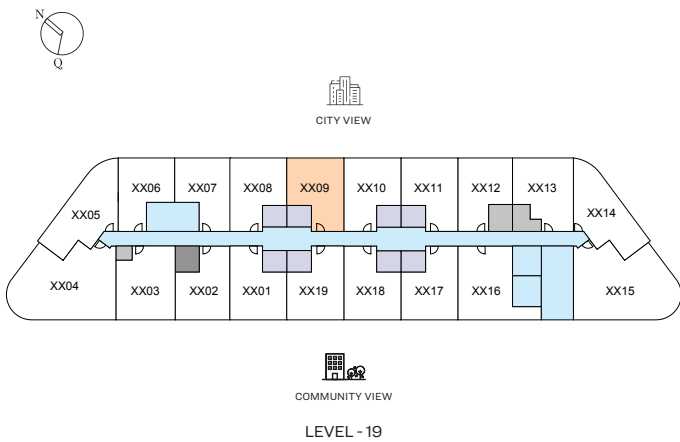 N
Q
CITY VIEW
XX06 XX07 XX08 XX09 XX10 XX11 XX12 XX13
XX05 XX14
XX04 XX15
XX03 XX02 XX01 XX19 XX18 XX17 XX16
COMMUNITY VIEW
LEVEL - 19